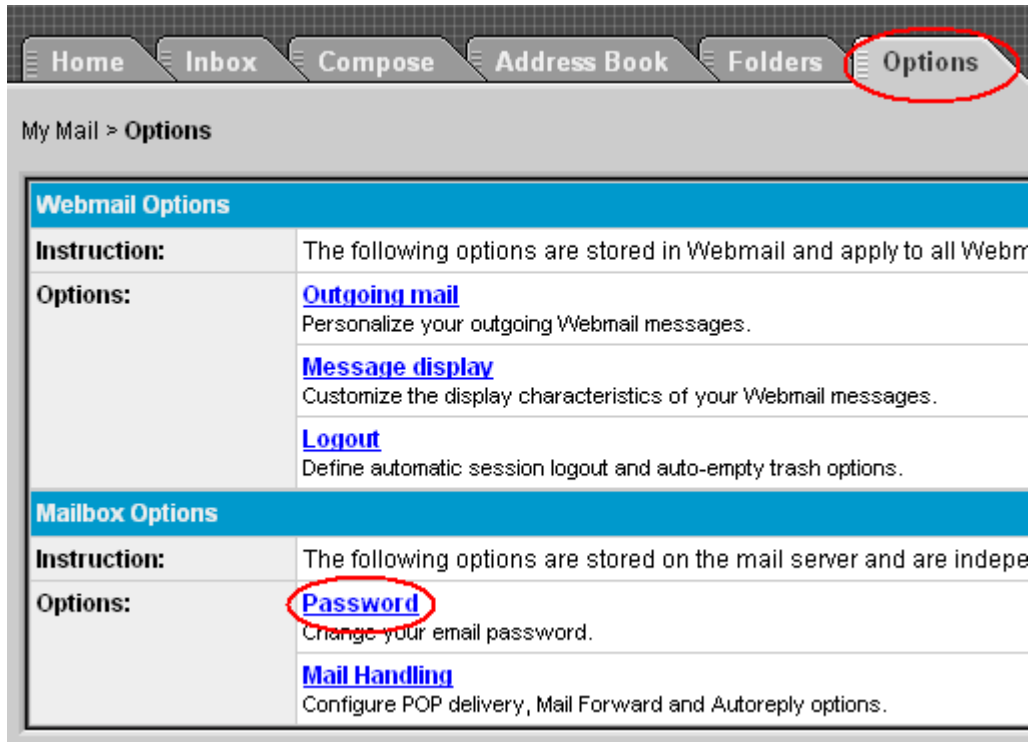 Home Inbox Compose Address Book Folders Options
My Mail > Options
Webmail Options
Instruction: The following options are stored in Webmail and apply to all Webm
Options: Outgoing mail
Personalize your outgoing Webmail messages.
Message display
Customize the display characteristics of your Webmail messages.
Logout
Define automatic session logout and auto-empty trash options.
Mailbox Options
Instruction: The following options are stored on the mail server and are indepe
Options: Password
Change your email password.
Mail Handling
Configure POP delivery, Mail Forward and Autoreply options.